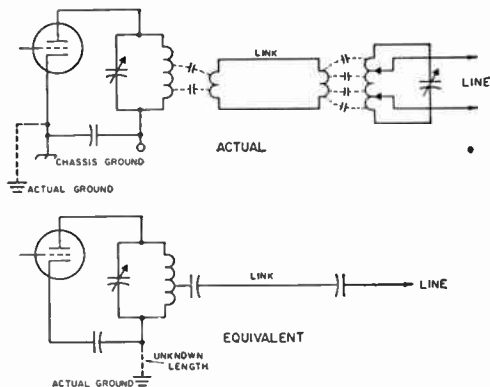 LINK
LINE
CHASSIS GROUND
ACTUAL
ACTUAL GROUND
LINK
LINE
EQUIVALENT
UNKNOWN
LENGTH
ACTUAL GROUND